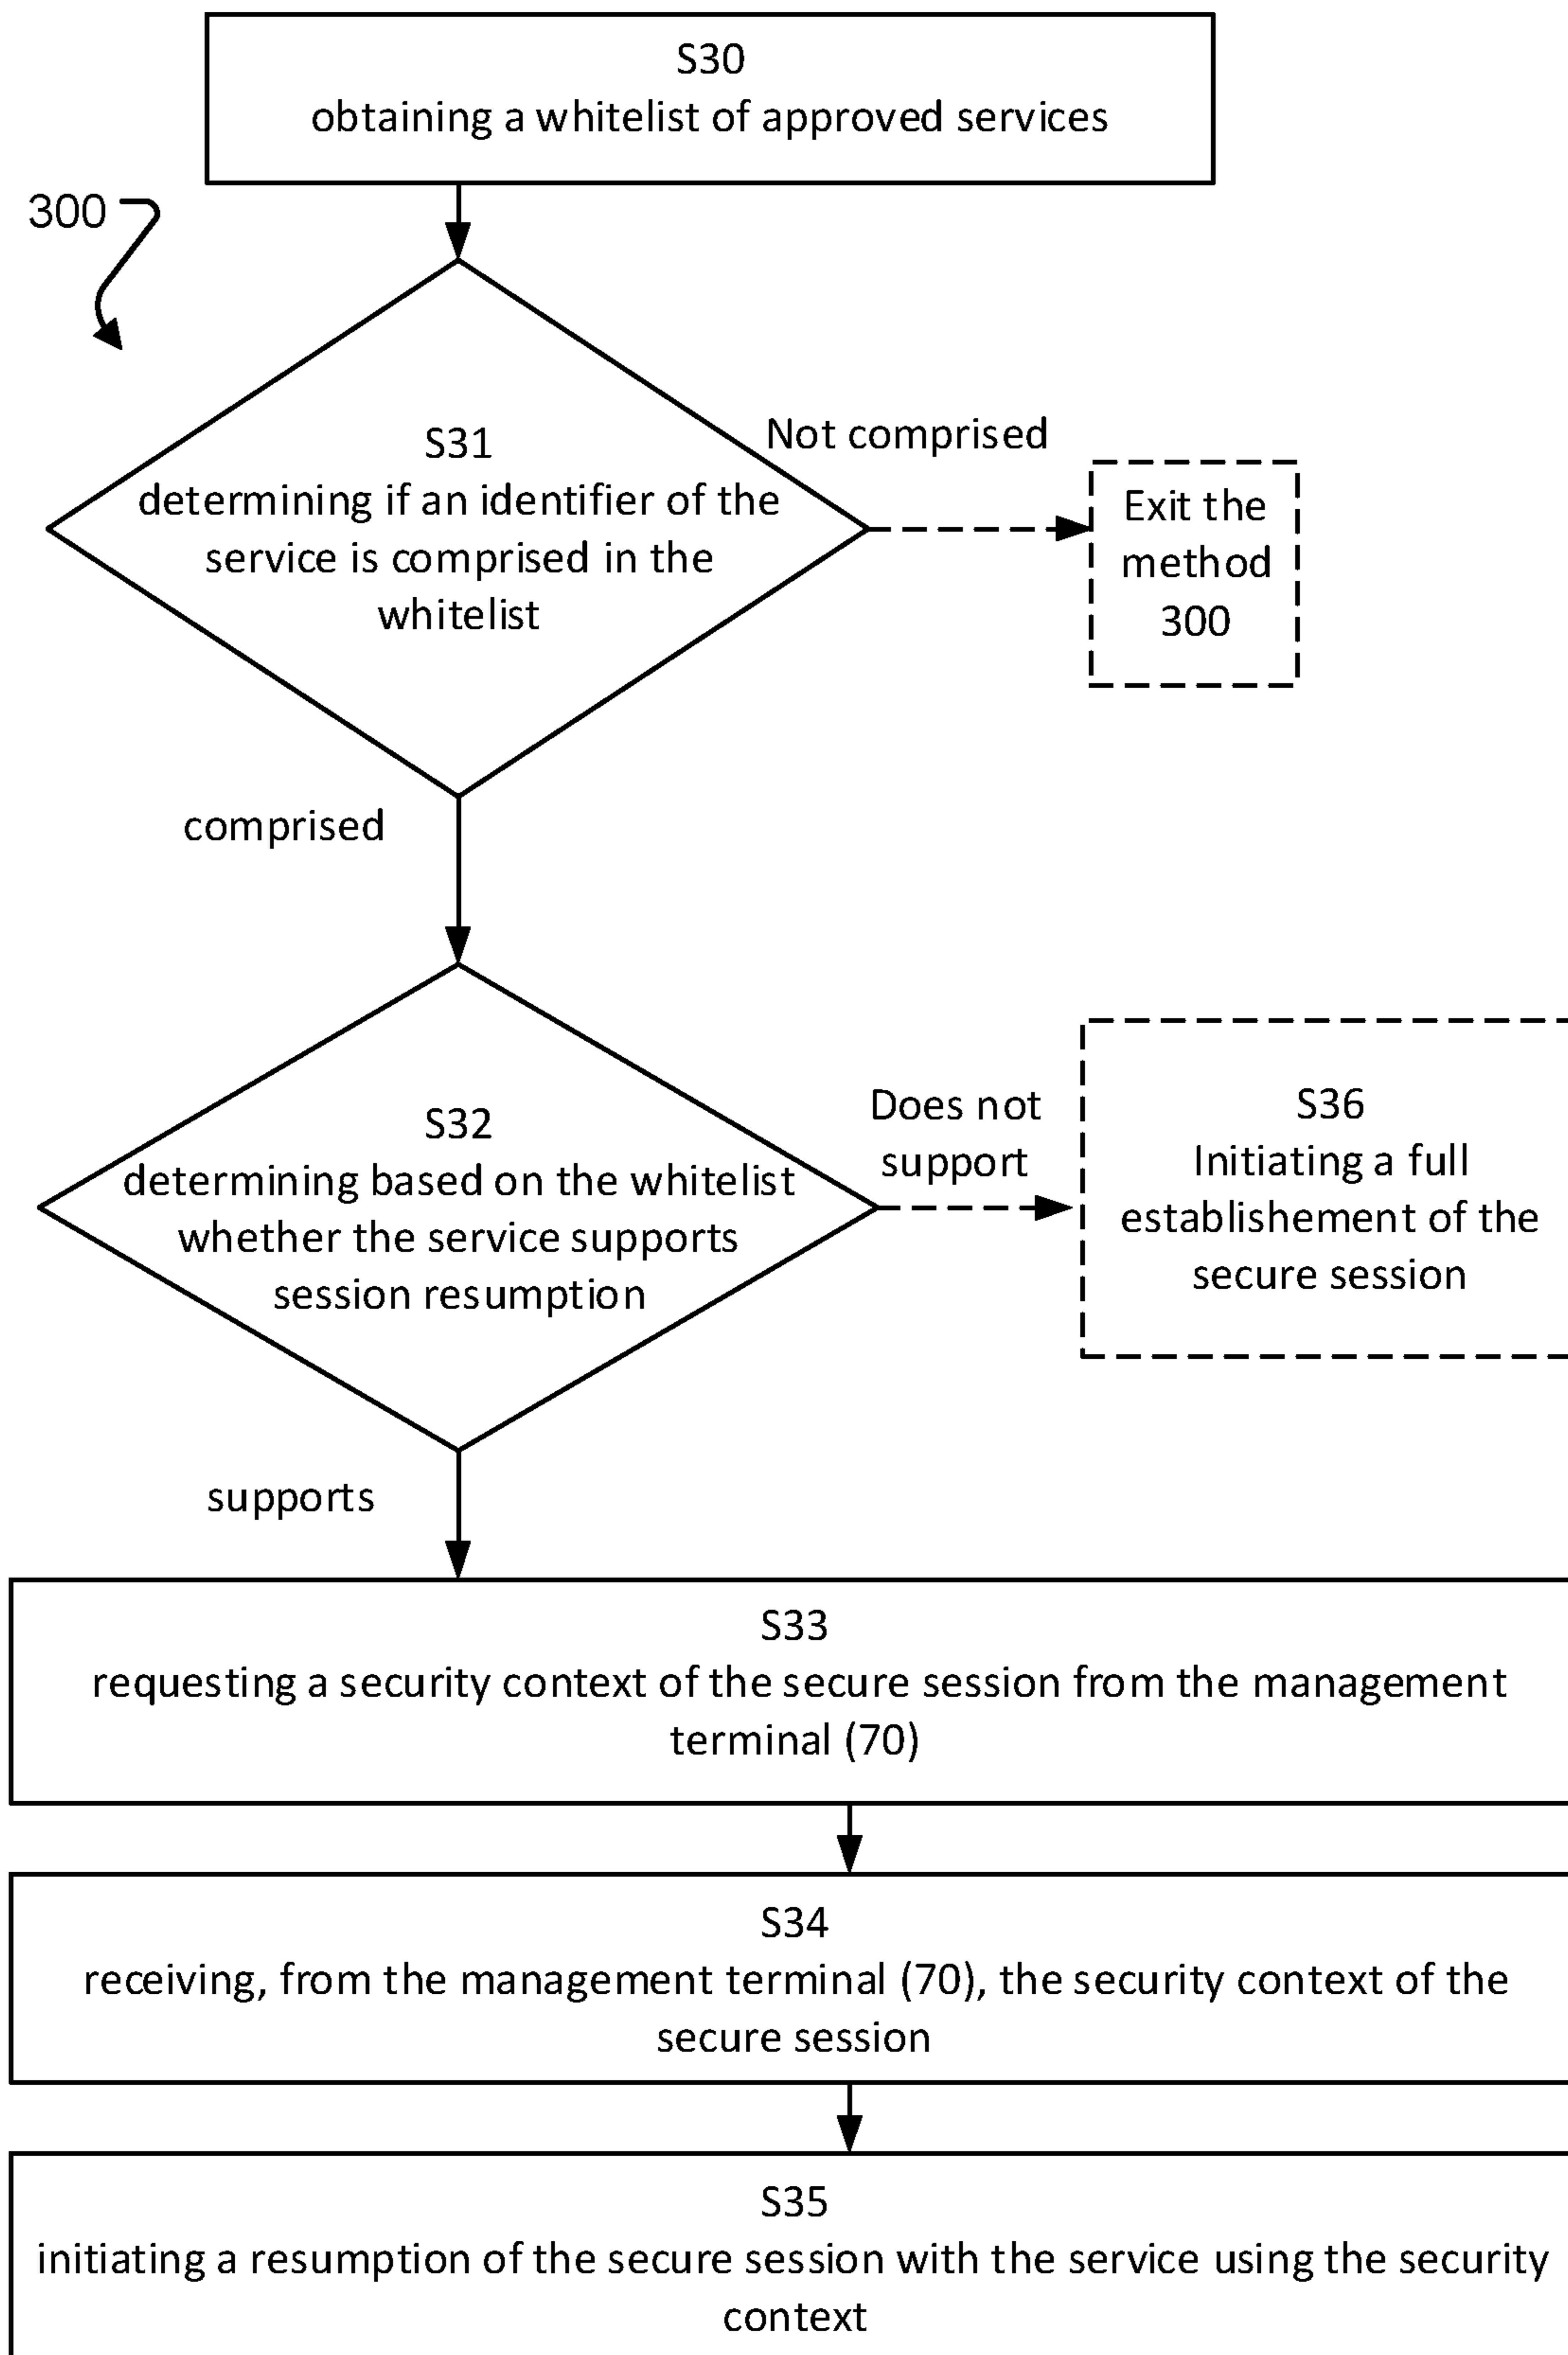 S30
obtaining a whitelist of approved services
300
S31
determining if an identifier of the
service is comprised in the
whitelist
Not comprised
Exit the
method
300
comprised
S32
determining based on the whitelist
whether the service supports
session resumption
Does not
support
S36
Initiating a full
establishement of the
secure session
supports
S33
requesting a security context of the secure session from the management
terminal (70)
S34
receiving, from the management terminal (70), the security context of the
secure session
S35
initiating a resumption of the secure session with the service using the security
context